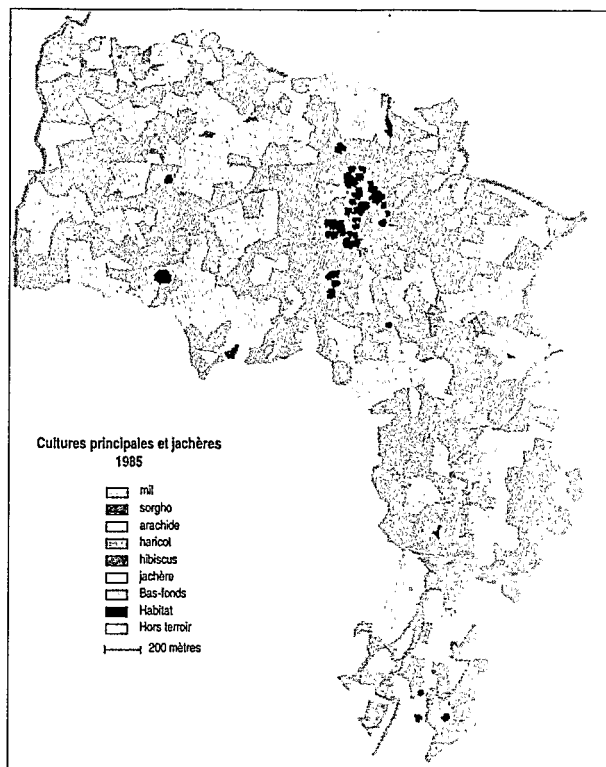 Cultures principales et jachères
1985
mil
sorgho
arachide
haricot
hibiscus
jachère
Bas-fonds
Habitat
Hors terroir
200 mètres